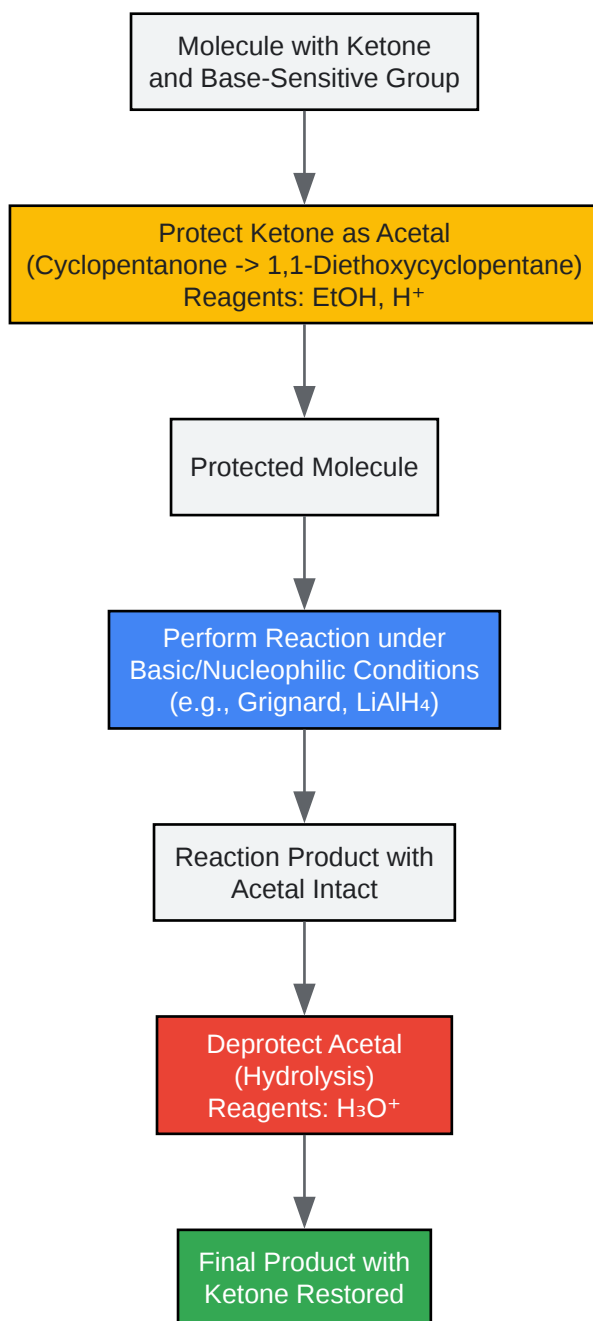 Molecule with Ketone
and Base-Sensitive Group
Protect Ketone as Acetal
(Cyclopentanone -> 1,1-Diethoxycyclopentane)
Reagents: EtOH, H⁺
Protected Molecule
Perform Reaction under
Basic/Nucleophilic Conditions
(e.g., Grignard, LiAlH₄)
Reaction Product with
Acetal Intact
Deprotect Acetal
(Hydrolysis)
Reagents: H₃O⁺
Final Product with
Ketone Restored